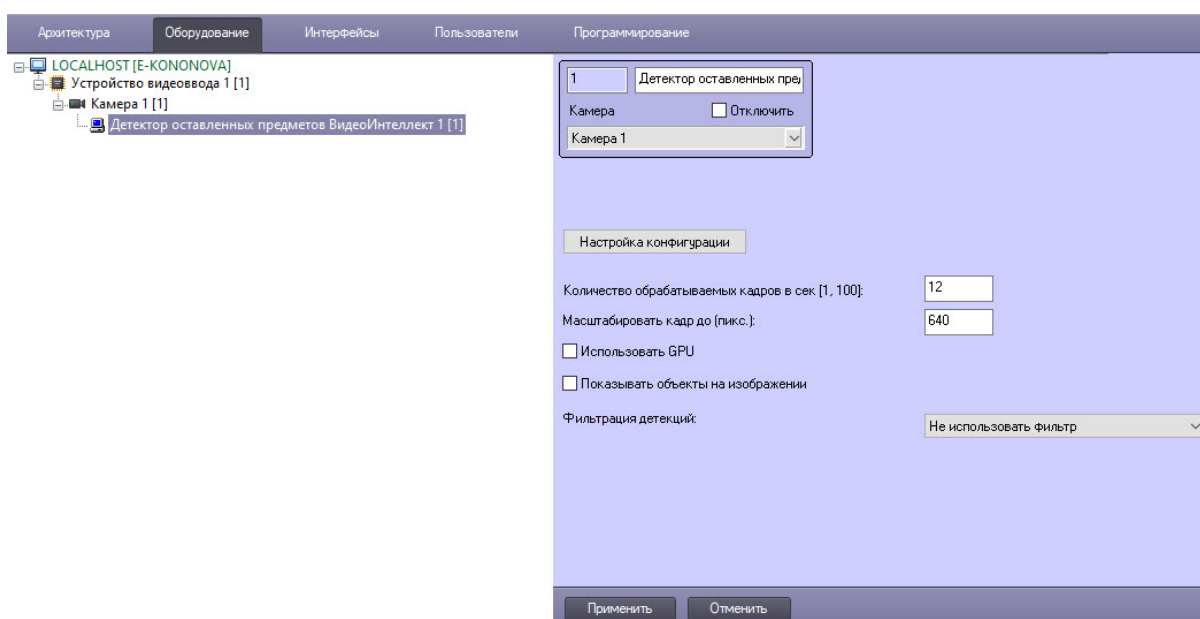 Архитектура Оборудование Интерфейсы Пользователи Программирование
LOCALHOST [E-KONONOVA]
Устройство видеоввода 1 [1]
Камера 1 [1]
Детектор оставленных предметов ВидеоИнтеллект 1 [1]
1 Детектор оставленных пред
Камера Отключить
Камера 1
Настройка конфигурации
Количество обрабатываемых кадров в сек [1, 100]: 12
Масштабировать кадр до (пикс.): 640
Использовать GPU
Показывать объекты на изображении
Фильтрация детекций: Не использовать фильтр
Применить Отменить